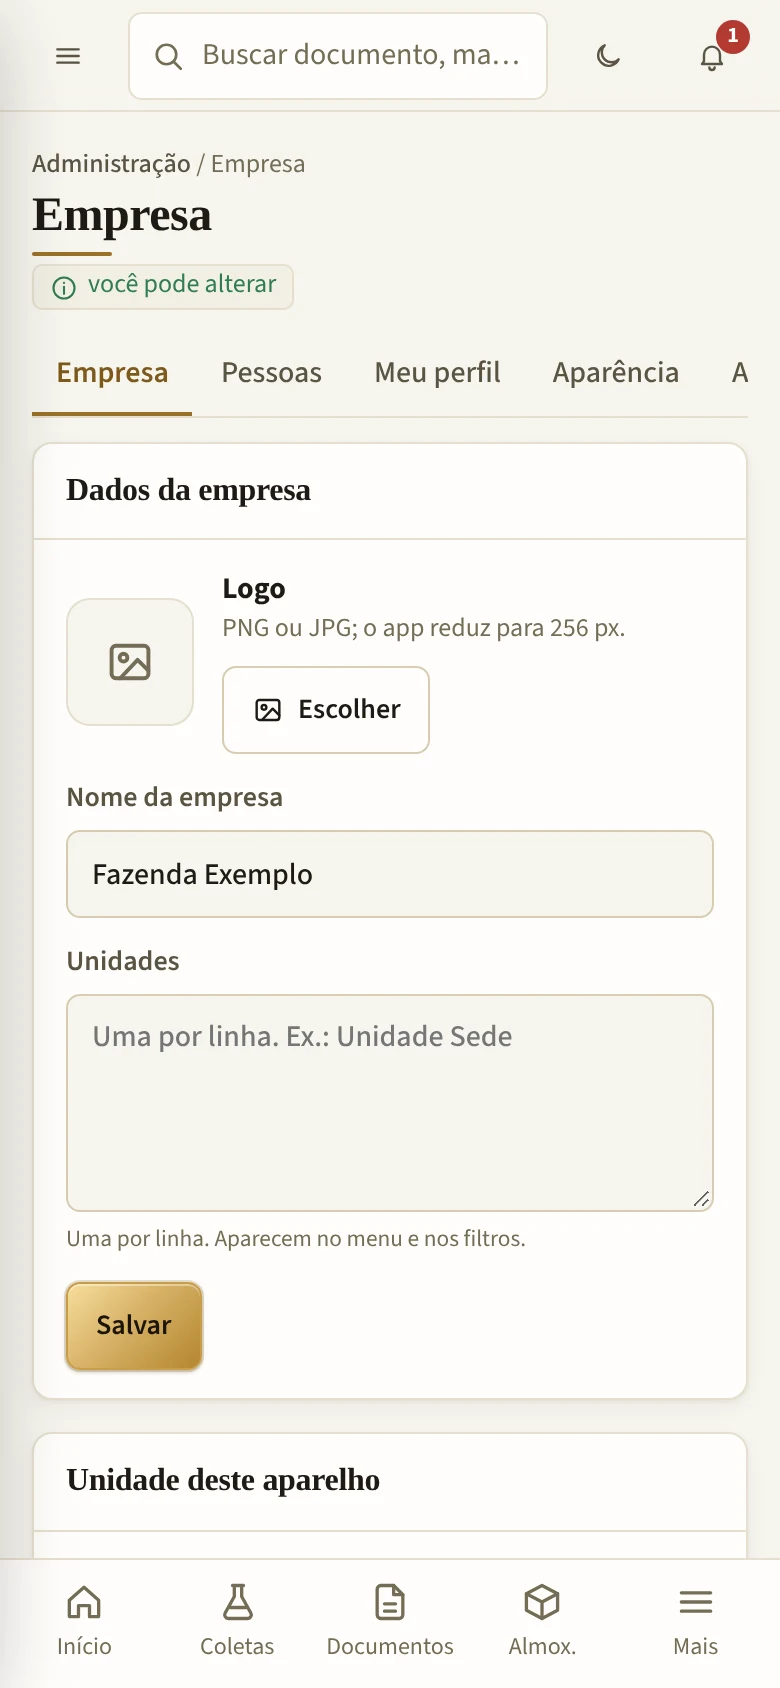 Buscar documento, ma...
1
Administração / Empresa
Empresa
você pode alterar
Empresa Pessoas Meu perfil Aparência A
Dados da empresa
Logo
PNG ou JPG; o app reduz para 256 px.
Escolher
Nome da empresa
Fazenda Exemplo
Unidades
Uma por linha. Ex.: Unidade Sede
Uma por linha. Aparecem no menu e nos filtros.
Salvar
Unidade deste aparelho
Início Coletas Documentos Almox. Mais